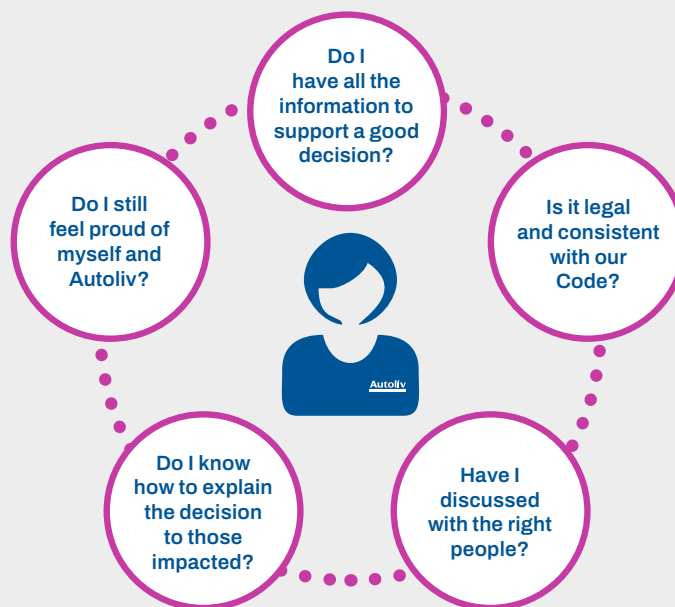 Do I
have all the
information to
support a good
decision?
Is it legal
and consistent
with our
Code?
Have I
discussed
with the right
people?
Do I know
how to explain
the decision
to those
impacted?
Do I still
feel proud of
myself and
Autoliv?
Autoliv